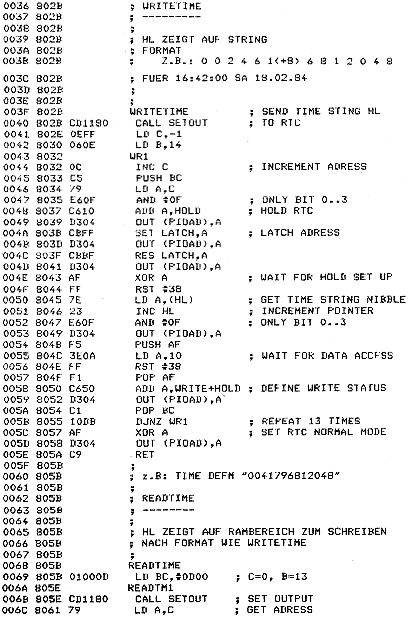 0036 802B ; WRITETIME
0037 802B ; ---------
0038 802B ;
0039 802B ; HL ZEIGT AUF STRING
003A 802B ; FORMAT
003B 802B ; Z.B.: 0 0 2 4 6 1(+8) 6 8 1 2 0 4 8
003C 802B ; FUER 16:42:00 SA 18.02.84
003D 802B ;
003E 802B ;
003F 802B WRITETIME ; SEND TIME STING HL
0040 802B CD1180 CALL SETOUT ; TO RTC
0041 802E 0EFF LD C,-1
0042 8030 060E LD B,14
0043 8032 WR1
0044 8032 0C INC C ; INCREMENT ADRESS
0045 8033 C5 PUSH BC
0046 8034 79 LD A,C
0047 8035 E60F AND $0F ; ONLY BIT 0..3
0048 8037 C610 ADD A,HOLD ; HOLD RTC
0049 8039 D304 OUT (PIOAD),A
004A 803B CBFF SET LATCH,A ; LATCH ADRESS
004B 803D D304 OUT (PIOAD),A
004C 803F CBBF RES LATCH,A
004D 8041 D304 OUT (PIOAD),A
004E 8043 AF XOR A ; WAIT FOR HOLD SET UP
004F 8044 FF RST $38
0050 8045 7E LD A,(HL) ; GET TIME STRING NIBBLE
0051 8046 23 INC HL ; INCREMENT POINTER
0052 8047 E60F AND $0F ; ONLY BIT 0..3
0053 8049 D304 OUT (PIOAD),A
0054 804B F5 PUSH AF
0055 804C 3E0A LD A,10 ; WAIT FOR DATA ACCESS
0056 804E FF RST $38
0057 804F F1 POP AF
0058 8050 C650 ADD A,WRITE+HOLD ; DEFINE WRITE STATUS
0059 8052 D304 OUT (PIOAD),A
005A 8054 C1 POP BC
005B 8055 10DB DJNZ WR1 ; REPEAT 13 TIMES
005C 8057 AF XOR A ; SET RTC NORMAL MODE
005D 8058 D304 OUT (PIOAD),A
005E 805A C9 RET
005F 805B ;
0060 805B ; z.B: TIME DEFM "0041796812048"
0061 805B ;
0062 805B ; READTIME
0063 805B ; --------
0064 805B ;
0065 805B ; HL ZEIGT AUF RAMBEREICH ZUM SCHREIBEN
0066 805B ; NACH FORMAT WIE WRITETIME
0067 805B ;
0068 805B READTIME
0069 805B 01000D LD BC,$0D00 ; C=0, B=13
006A 805E READTM1
006B 805E CD1180 CALL SETOUT ; SET OUTPUT
006C 8061 79 LD A,C ; GET ADRESS